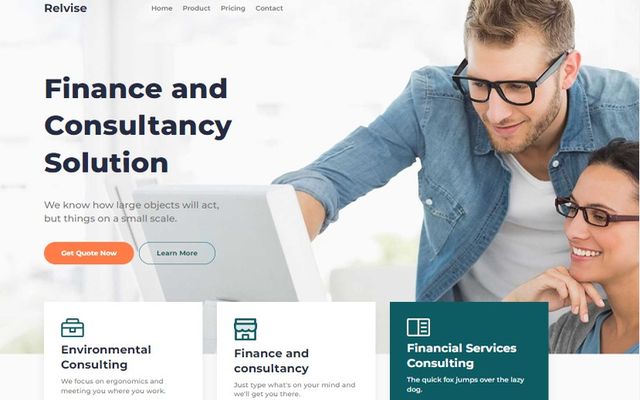 Relvise
Home Product Pricing Contact
Finance and
Consultancy
Solution
We know how large objects will act,
but things on a small scale.
Get Quote Now Learn More
Environmental
Consulting
We focus on ergonomics and
meeting you where you work.
Finance and
consultancy
Just type what's on your mind and
we'll get you there.
Financial Services
Consulting
The quick fox jumps over the lazy
dog.